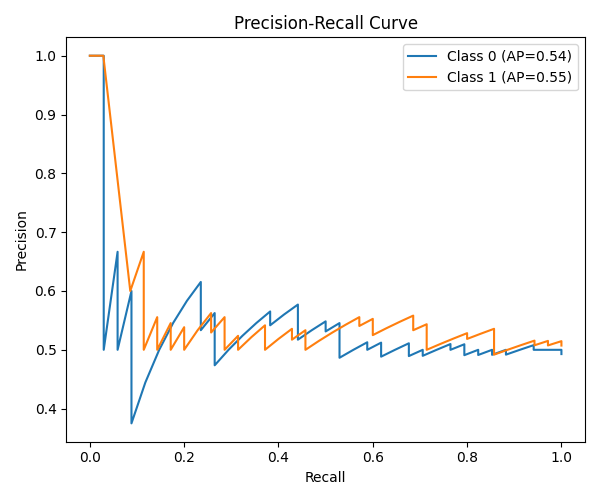 Precision-Recall Curve
Class 0 (AP=0.54)
Class 1 (AP=0.55)
Precision
1.0
0.9
0.8
0.7
0.6
0.5
0.4
0.0 0.2 0.4 0.6 0.8 1.0
Recall